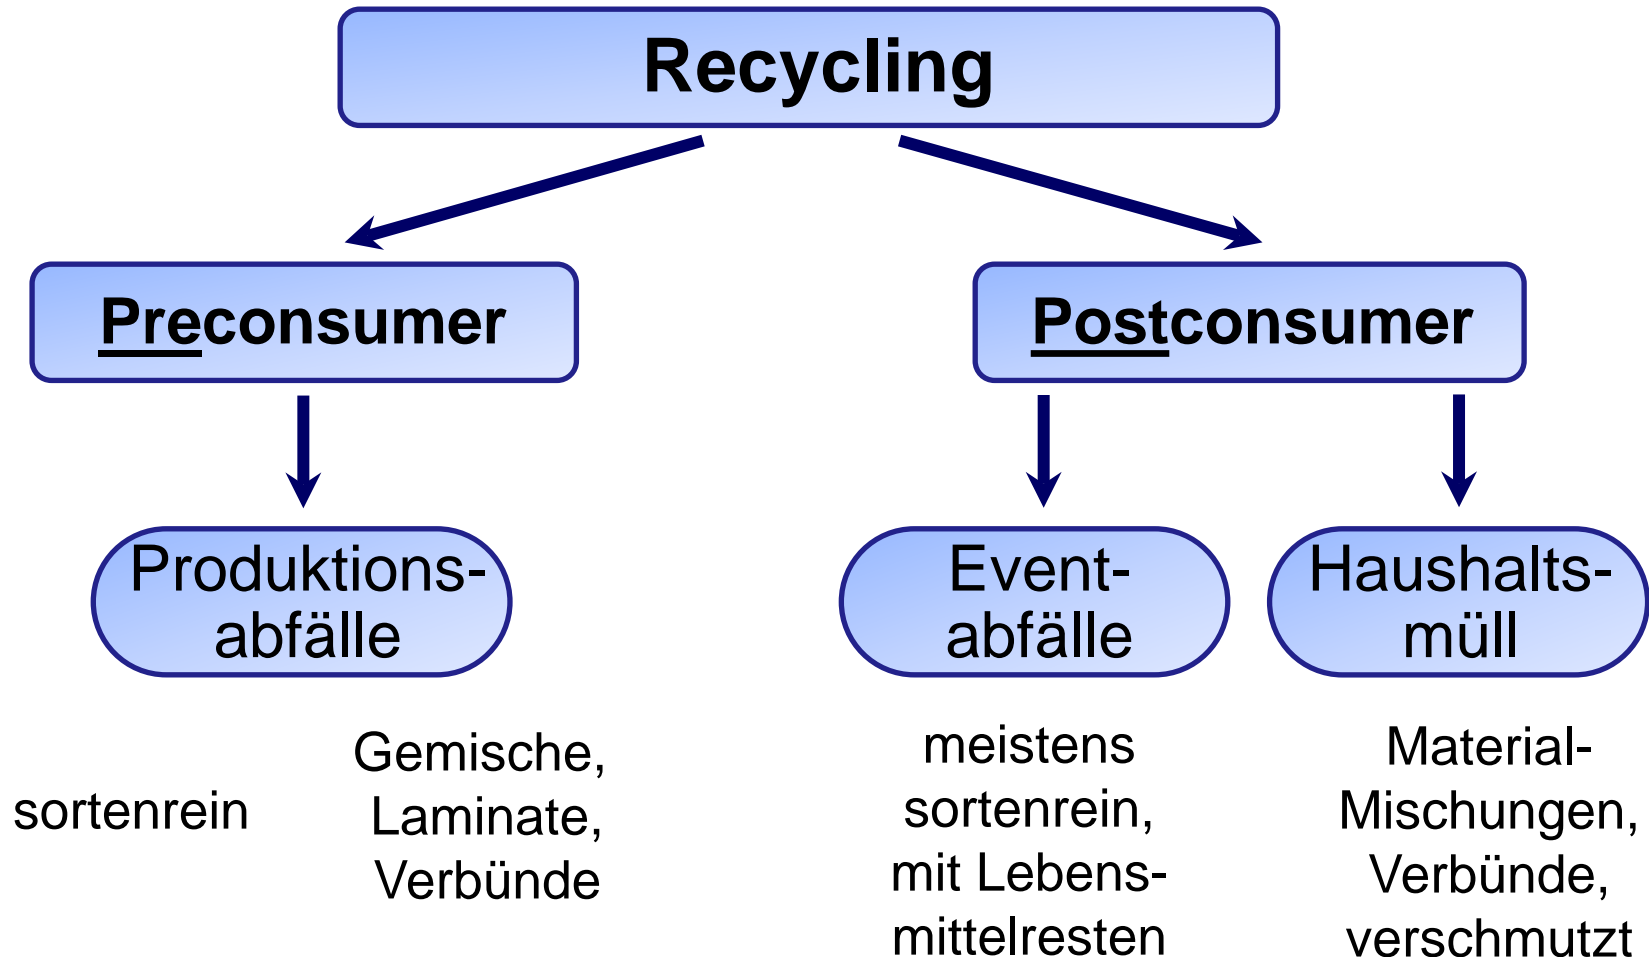 Recycling
Preconsumer
Postconsumer
Produktions-
abfälle
Event-
abfälle
Haushalts-
müll
sortenrein
Gemische,
Laminate,
Verbünde
meistens
sortenrein,
mit Lebens-
mittelresten
Material-
Mischungen,
Verbünde,
verschmutzt